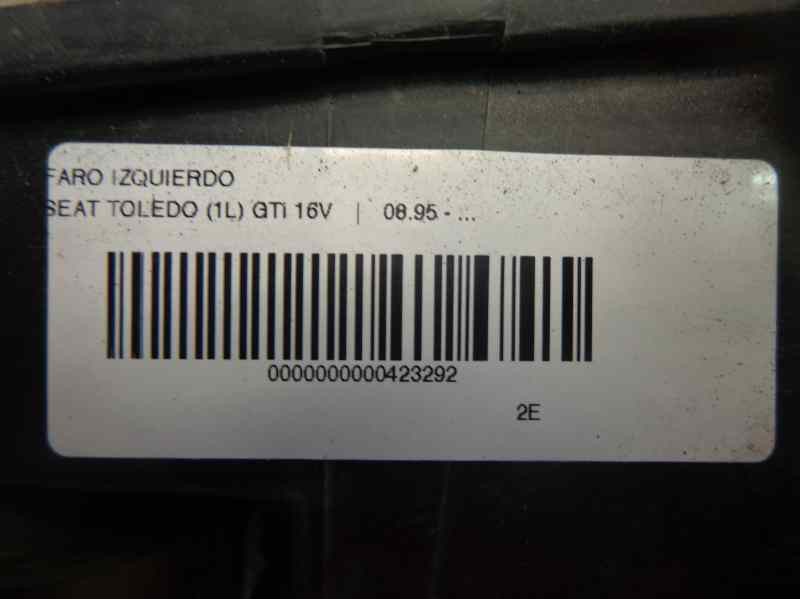 FARO IZQUIERDO
SEAT TOLEDO (1L) GTi 16V | 08.95 - ...
0000000000423292
2E